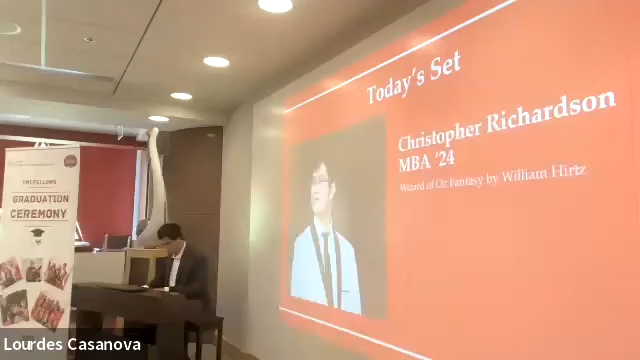 Today's Set
Christopher Richardson
MBA '24
Wizard of Oz Fantasy by William Hirtz
GRADUATION
CEREMONY
Lourdes Casanova